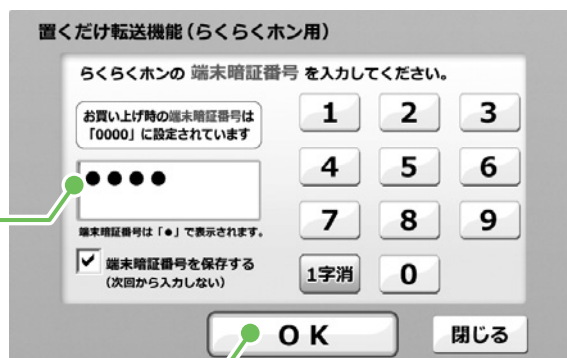 置くだけ転送機能(らくらくホン用)
らくらくホンの 端末暗証番号 を入力してください。
お買い上げ時の端末暗証番号は
「0000」に設定されています
●●●●
端末暗証番号は「●」で表示されます。
端末暗証番号を保存する
(次回から入力しない)
1 2 3
4 5 6
7 8 9
1字消 0
OK 閉じる